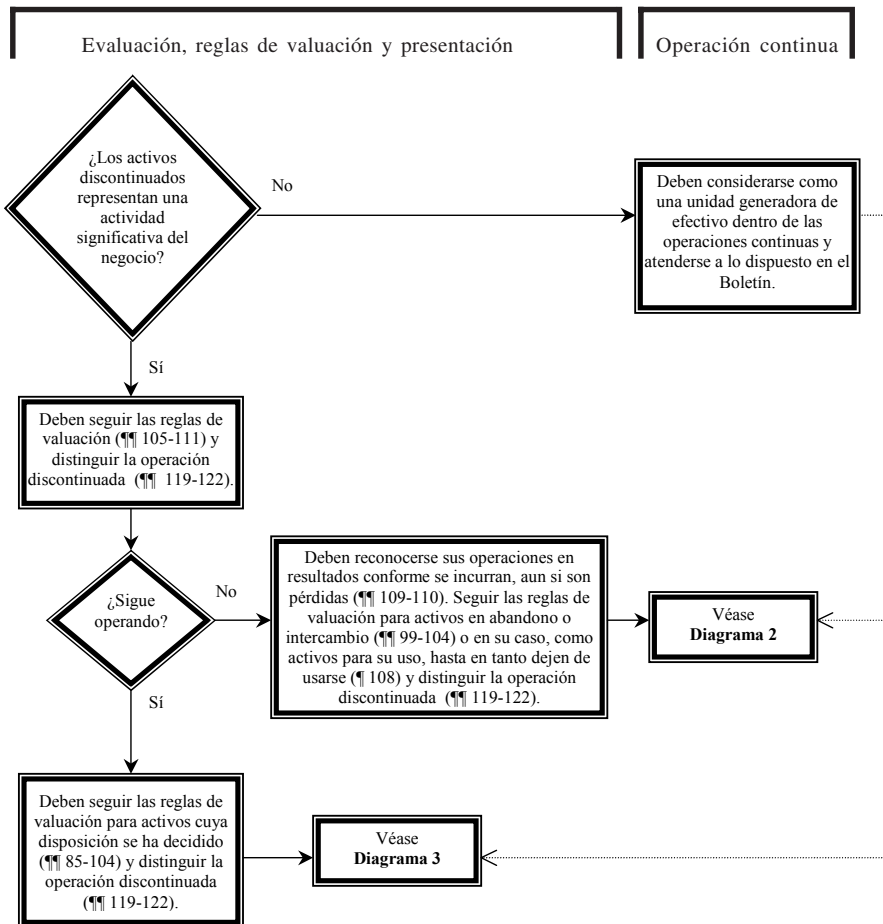 Evaluación, reglas de valuación y presentación
Operación continua
¿Los activos
discontinuados
representan una
actividad
significativa del
negocio?
No
Deben considerarse como
una unidad generadora de
efectivo dentro de las
operaciones continuas y
atenderse a lo dispuesto en el
Boletín.
Sí
Deben seguir las reglas de
valuación (¶¶ 105-111) y
distinguir la operación
discontinuada (¶¶ 119-122).
¿Sigue
operando?
No
Deben reconocerse sus operaciones en
resultados conforme se incurran, aun si son
pérdidas (¶¶ 109-110). Seguir las reglas de
valuación para activos en abandono o
intercambio (¶¶ 99-104) o en su caso, como
activos para su uso, hasta en tanto dejen de
usarse (¶ 108) y distinguir la operación
discontinuada (¶¶ 119-122).
Véase
Diagrama 2
Sí
Deben seguir las reglas de
valuación para activos cuya
disposición se ha decidido
(¶¶ 85-104) y distinguir la
operación discontinuada
(¶¶ 119-122).
Véase
Diagrama 3